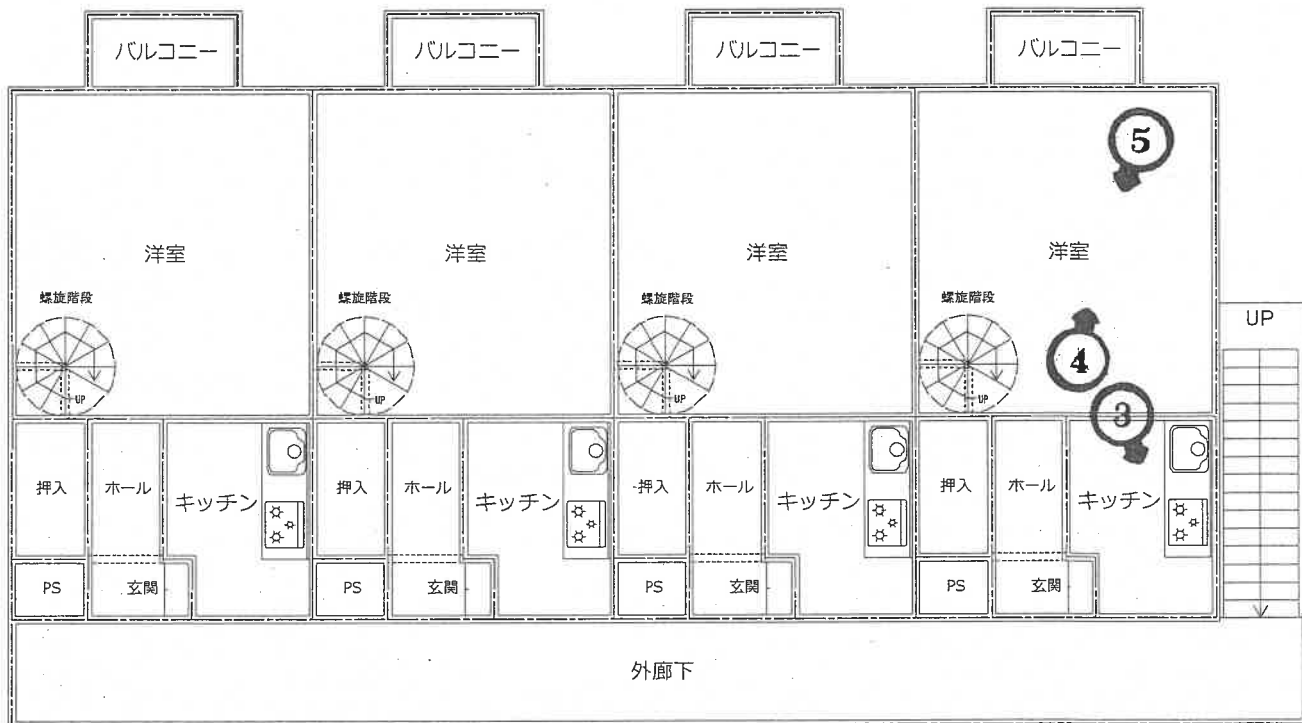 バルコニー バルコニー バルコニー バルコニー
5
洋室 洋室 洋室 洋室
螺旋階段 螺旋階段 螺旋階段 螺旋階段
UP
4
UP UP UP UP
3
押入 ホール キッチン 押入 ホール キッチン 押入 ホール キッチン 押入 ホール キッチン
PS 玄関 PS 玄関 PS 玄関 PS 玄関
外廊下